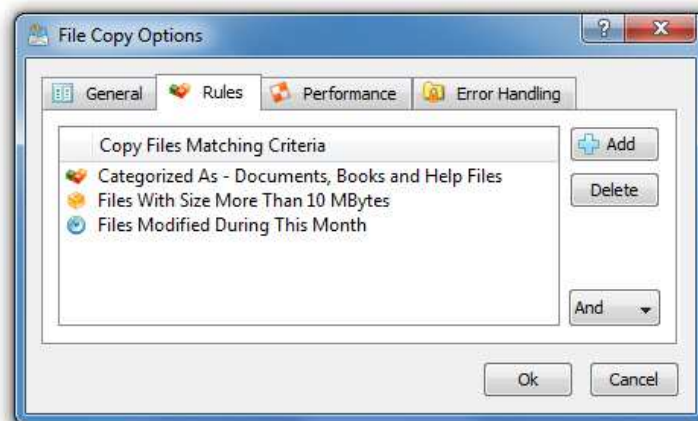 File Copy Options
?
X
General Rules Performance Error Handling
Copy Files Matching Criteria
Add
Categorized As - Documents, Books and Help Files
Delete
Files With Size More Than 10 MBytes
Files Modified During This Month
And
Ok Cancel